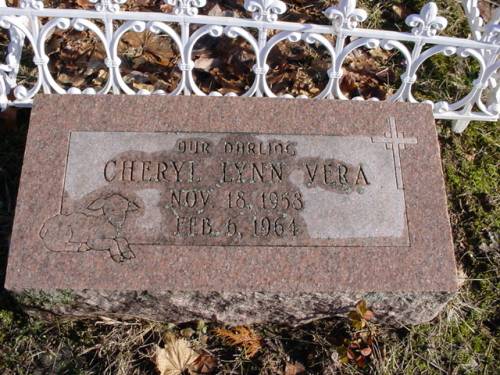 OUR DARLING
CHERYL LYNN VERA
NOV. 18, 1953
FEB. 6, 1964